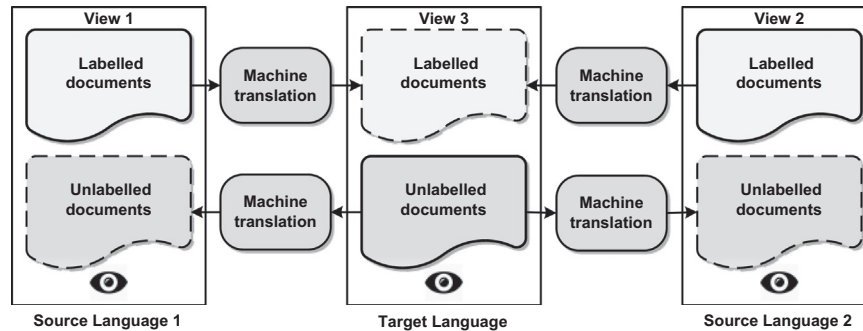 View 1
View 3
View 2
Labelled
documents
Machine
translation
Labelled
documents
Machine
translation
Labelled
documents
Unlabelled
documents
Machine
translation
Unlabelled
documents
Machine
translation
Unlabelled
documents
Source Language 1
Target Language
Source Language 2